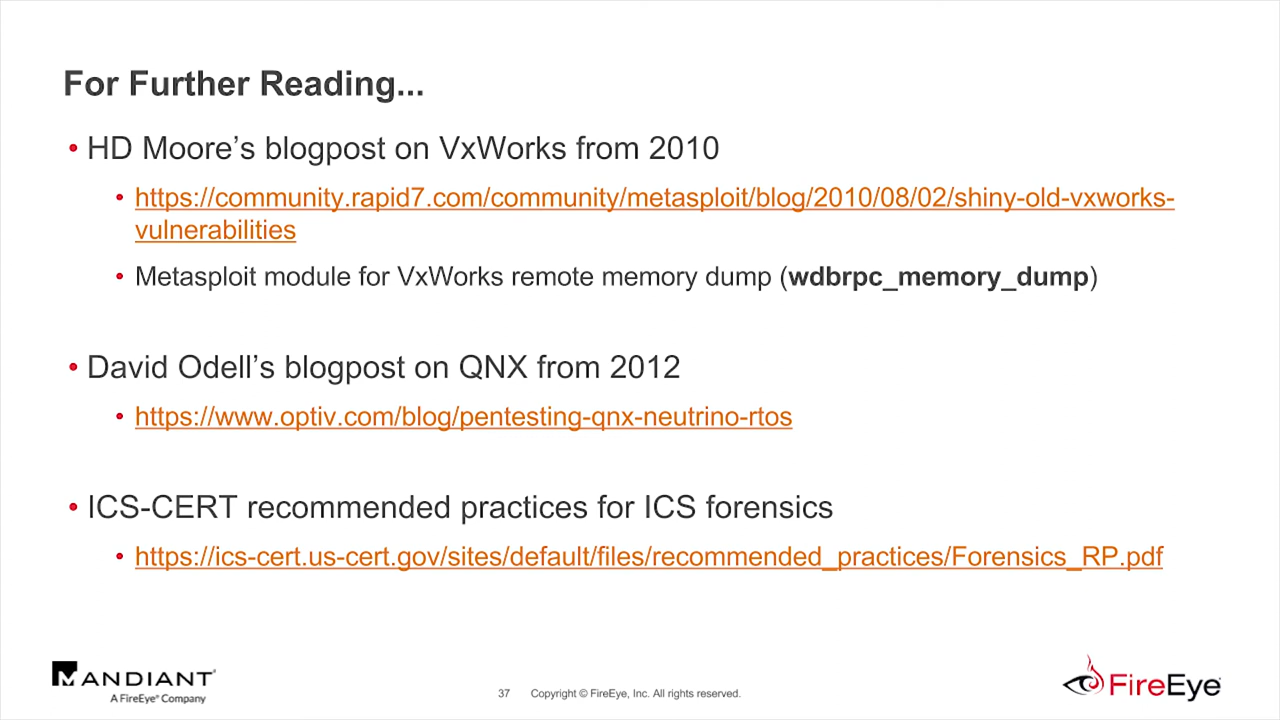 For Further Reading...
• HD Moore’s blogpost on VxWorks from 2010
• https://community.rapid7.com/community/metasploit/blog/2010/08/02/shiny-old-vxworks-
vulnerabilities
• Metasploit module for VxWorks remote memory dump (wdbrpc_memory_dump)
• David Odell’s blogpost on QNX from 2012
• https://www.optiv.com/blog/pentesting-qnx-neutrino-rtos
• ICS-CERT recommended practices for ICS forensics
• https://ics-cert.us-cert.gov/sites/default/files/recommended_practices/Forensics_RP.pdf
MANDIANT®
A FireEye® Company
37 Copyright © FireEye, Inc. All rights reserved.
FireEye